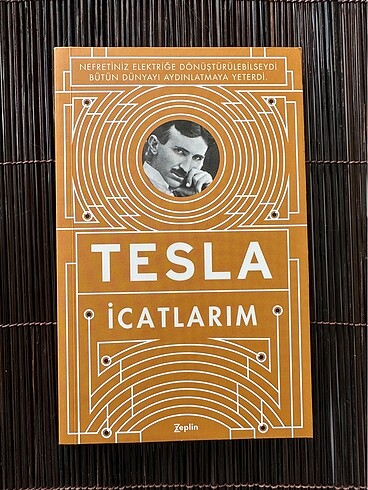 NEFRETİNİZ ELEKTRİĞE DÖNÜŞTÜRÜLEBİLSEYDİ
BÜTÜN DÜNYAYI AYDINLATMAYA YETERDİ.
TESLA
İCATLARIM
Zeplin